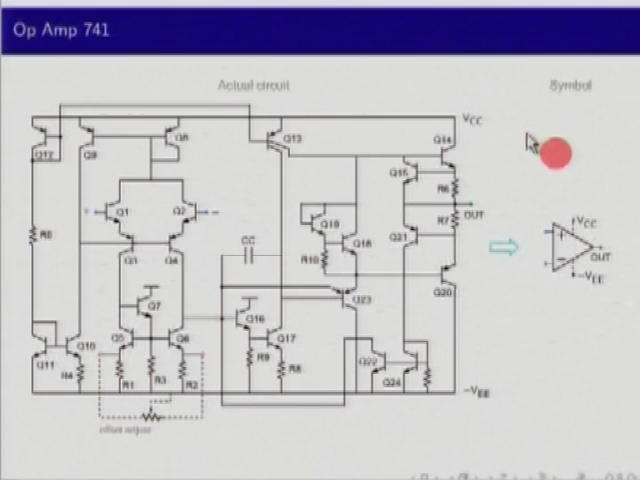 Op Amp 741
Actual circuit
Symbol
VCC
Q12
Q9
Q8
Q13
Q14
Q15
R6
Q1
Q2
Q19
OUT
R7
VCC
Q3
Q4
CC
Q18
Q21
OUT
R10
-VEE
Q7
Q23
Q20
Q16
Q5
Q6
Q17
Q10
Q11
R4
R1
R3
R2
R9
R8
Q22
Q24
-VEE
offset adjust